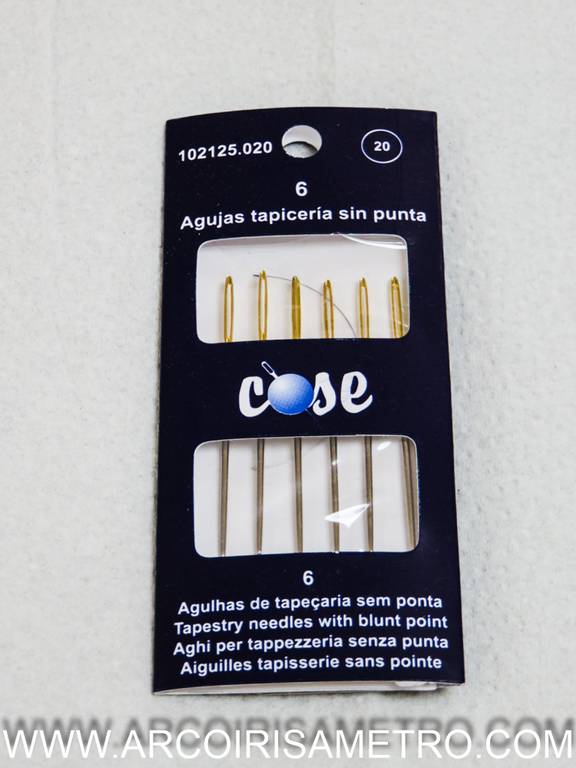 102125.020
20
6
Agujas tapicería sin punta
cose
6
Agulhas de tapeçaria sem ponta
Tapestry needles with blunt point
Aghi per tappezzeria senza punta
Aiguilles tapisserie sans pointe
WWW.ARCOIRISAMETRO.COM